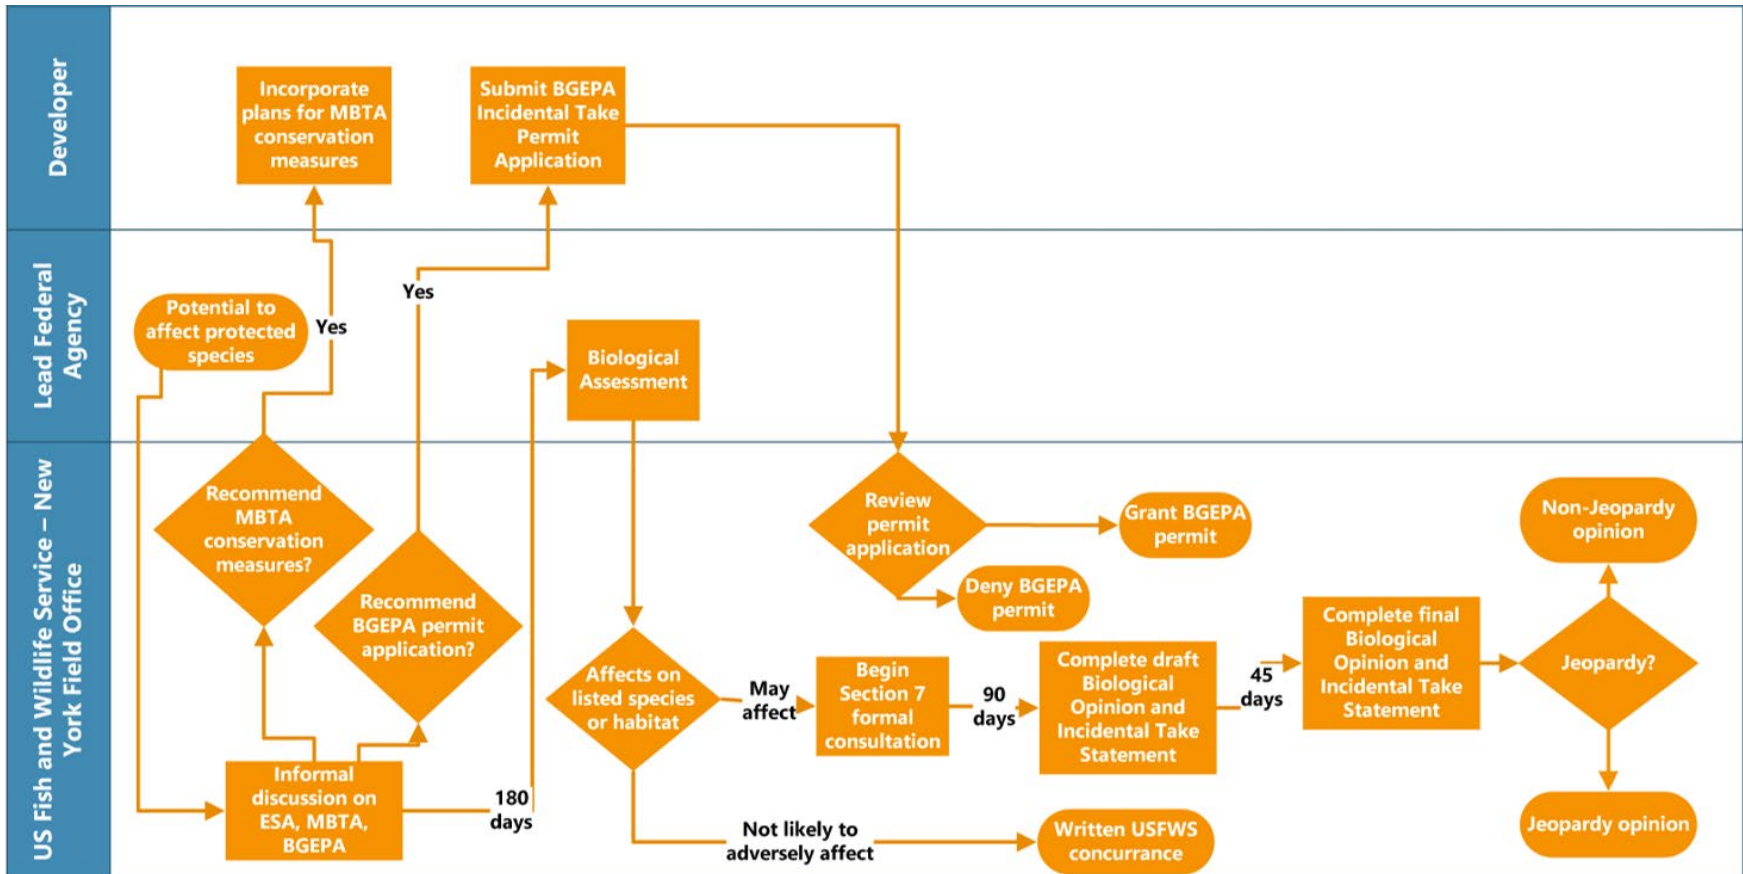 Developer
Incorporate
plans for MBTA
conservation
measures
Submit BGEPA
Incidental Take
Permit
Application
Lead Federal
Agency
Potential to
affect protected
species
Yes
Yes
Biological
Assessment
US Fish and Wildlife Service – New
York Field Office
Recommend
MBTA
conservation
measures?
Recommend
BGEPA permit
application?
Informal
discussion on
ESA, MBTA,
BGEPA
180
days
Affects on
listed species
or habitat
May
affect
Not likely to
adversely affect
Written USFWS
concurrance
Begin
Section 7
formal
consultation
90
days
Complete draft
Biological
Opinion and
Incidental Take
Statement
45
days
Complete final
Biological
Opinion and
Incidental Take
Statement
Jeopardy?
Non-Jeopardy
opinion
Jeopardy opinion
Review
permit
application
Grant BGEPA
permit
Deny BGEPA
permit